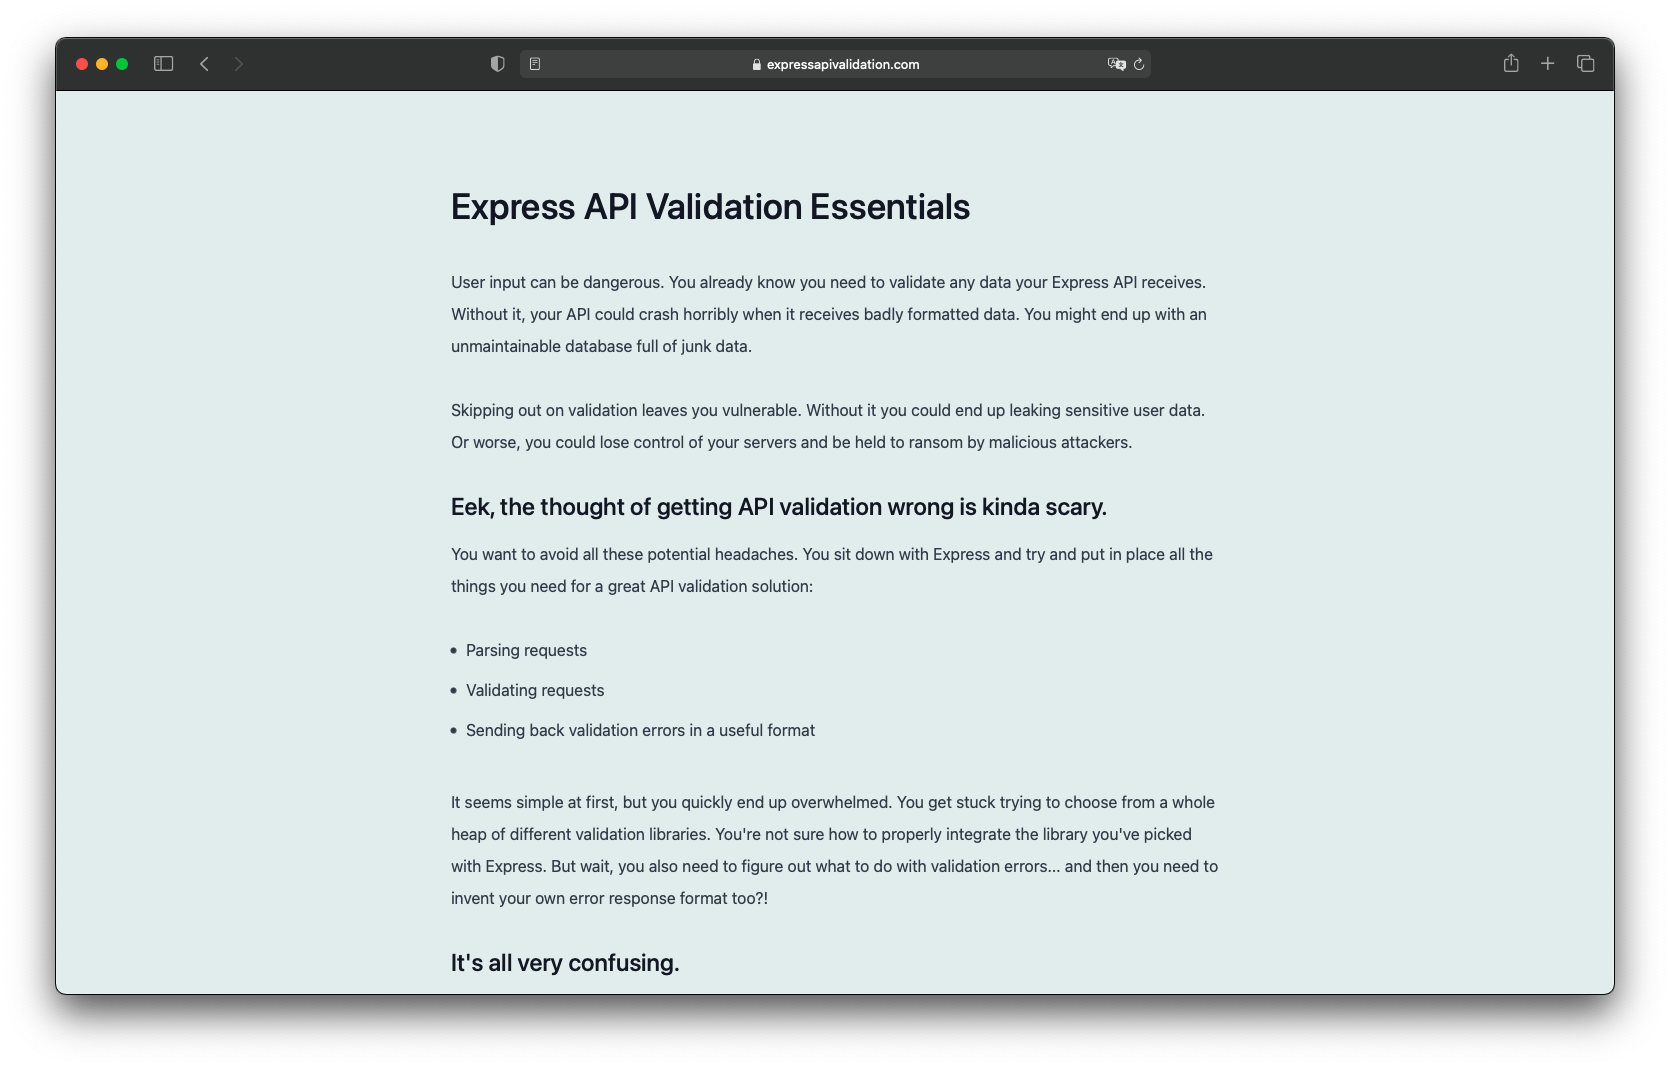 expressapivalidation.com
Express API Validation Essentials
User input can be dangerous. You already know you need to validate any data your Express API receives.
Without it, your API could crash horribly when it receives badly formatted data. You might end up with an
unmaintainable database full of junk data.
Skipping out on validation leaves you vulnerable. Without it you could end up leaking sensitive user data.
Or worse, you could lose control of your servers and be held to ransom by malicious attackers.
Eek, the thought of getting API validation wrong is kinda scary.
You want to avoid all these potential headaches. You sit down with Express and try and put in place all the
things you need for a great API validation solution:
• Parsing requests
• Validating requests
• Sending back validation errors in a useful format
It seems simple at first, but you quickly end up overwhelmed. You get stuck trying to choose from a whole
heap of different validation libraries. You're not sure how to properly integrate the library you've picked
with Express. But wait, you also need to figure out what to do with validation errors... and then you need to
invent your own error response format too?!
It's all very confusing.